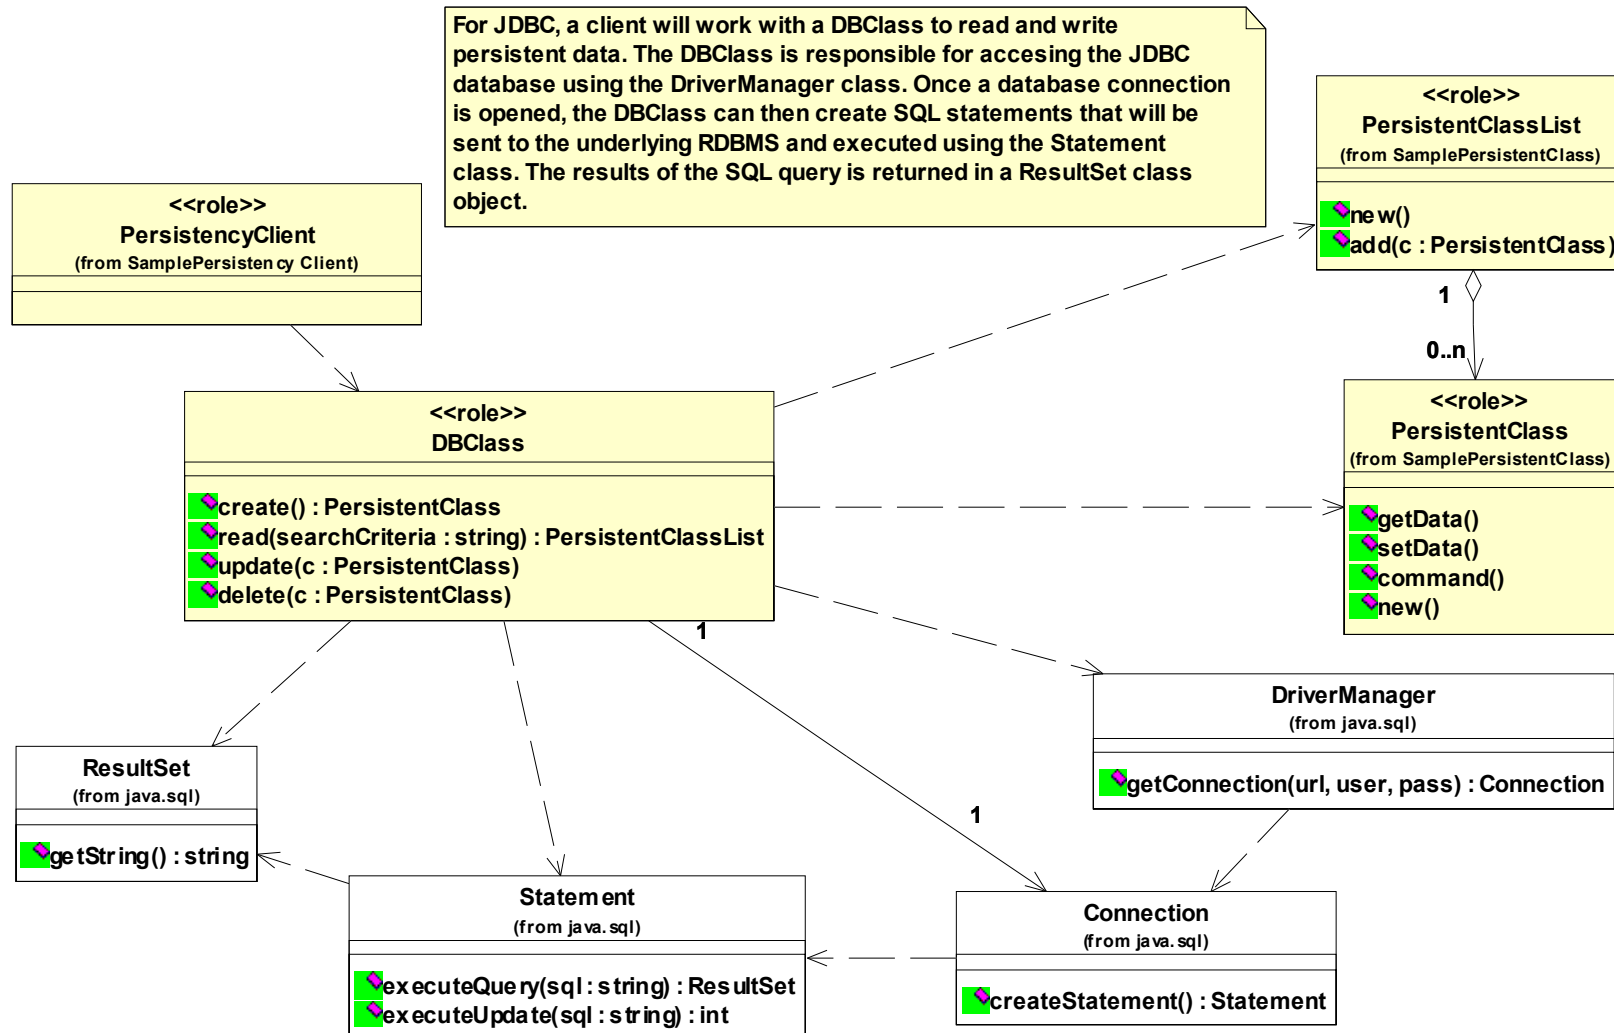 For JDBC, a client will work with a DBClass to read and write
persistent data. The DBClass is responsible for accesing the JDBC
database using the DriverManager class. Once a database connection
is opened, the DBClass can then create SQL statements that will be
sent to the underlying RDBMS and executed using the Statement
class. The results of the SQL query is returned in a ResultSet class
object.
<<role>>
PersistentClassList
(from SamplePersistentClass)
new()
add(c : PersistentClass)
<<role>>
PersistencyClient
(from SamplePersistency Client)
1
0..n
<<role>>
DBClass
create() : PersistentClass
read(searchCriteria : string) : PersistentClassList
update(c : PersistentClass)
delete(c : PersistentClass)
<<role>>
PersistentClass
(from SamplePersistentClass)
getData()
setData()
command()
new()
1
DriverManager
(from java.sql)
getConnection(url, user, pass) : Connection
ResultSet
(from java.sql)
getString() : string
1
Statement
(from java.sql)
executeQuery(sql : string) : ResultSet
executeUpdate(sql : string) : int
Connection
(from java.sql)
createStatement() : Statement